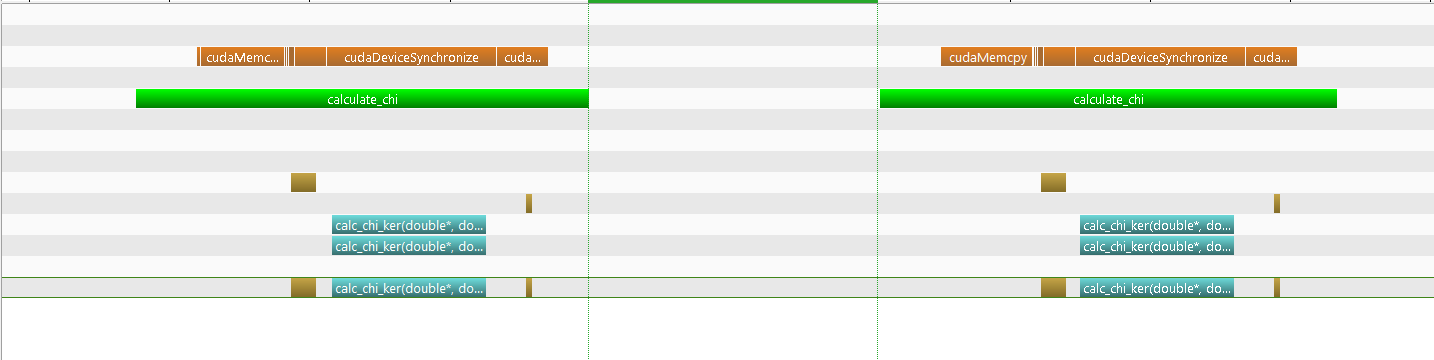 cudaMemc... cudaDeviceSynchronize cuda... cudaMemcpy cudaDeviceSynchronize cuda...
calculate_chi calculate_chi
calc_chi_ker(double*, do... calc_chi_ker(double*, do...
calc_chi_ker(double*, do... calc_chi_ker(double*, do...
calc_chi_ker(double*, do... calc_chi_ker(double*, do...